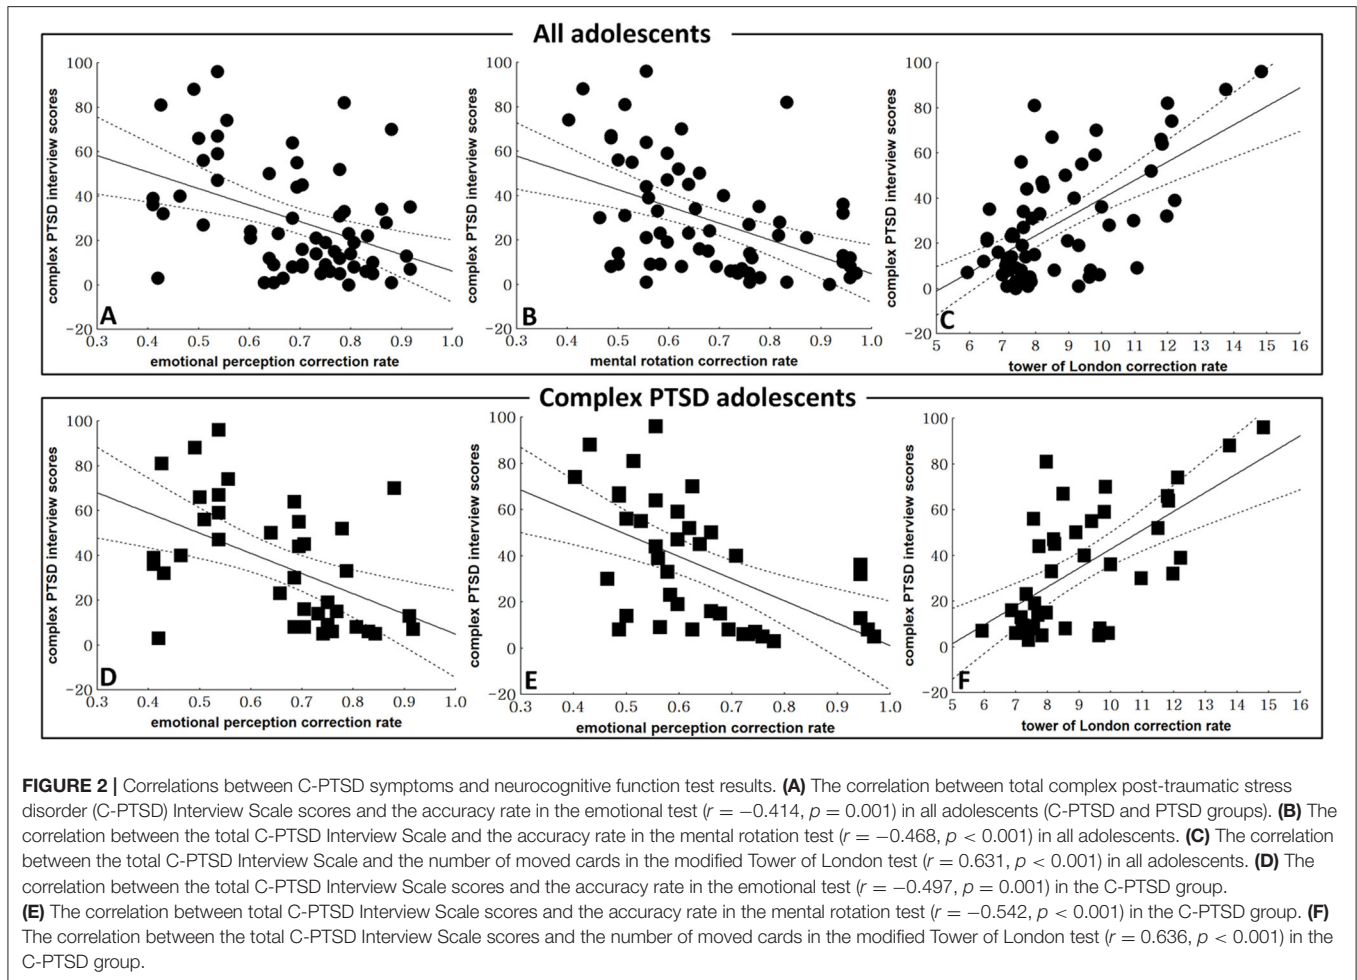 All adolescents
100
80
60
40
20
0
−20
complex PTSD interview scores
A
0.3 0.4 0.5 0.6 0.7 0.8 0.9 1.0
emotional perception correction rate
100
80
60
40
20
0
−20
complex PTSD interview scores
B
0.3 0.4 0.5 0.6 0.7 0.8 0.9 1.0
mental rotation correction rate
100
80
60
40
20
0
−20
complex PTSD interview scores
C
5 6 7 8 9 10 11 12 13 14 15 16
tower of London correction rate
Complex PTSD adolescents
100
80
60
40
20
0
−20
complex PTSD interview scores
D
0.3 0.4 0.5 0.6 0.7 0.8 0.9 1.0
emotional perception correction rate
100
80
60
40
20
0
−20
complex PTSD interview scores
E
0.3 0.4 0.5 0.6 0.7 0.8 0.9 1.0
emotional perception correction rate
100
80
60
40
20
0
−20
complex PTSD interview scores
F
5 6 7 8 9 10 11 12 13 14 15 16
tower of London correction rate
FIGURE 2 | Correlations between C-PTSD symptoms and neurocognitive function test results. (A) The correlation between total complex post-traumatic stress
disorder (C-PTSD) Interview Scale scores and the accuracy rate in the emotional test (r = −0.414, p = 0.001) in all adolescents (C-PTSD and PTSD groups). (B) The
correlation between the total C-PTSD Interview Scale and the accuracy rate in the mental rotation test (r = −0.468, p < 0.001) in all adolescents. (C) The correlation
between the total C-PTSD Interview Scale and the number of moved cards in the modified Tower of London test (r = 0.631, p < 0.001) in all adolescents. (D) The
correlation between the total C-PTSD Interview Scale scores and the accuracy rate in the emotional test (r = −0.497, p = 0.001) in the C-PTSD group.
(E) The correlation between total C-PTSD Interview Scale scores and the accuracy rate in the mental rotation test (r = −0.542, p < 0.001) in the C-PTSD group. (F)
The correlation between the total C-PTSD Interview Scale scores and the number of moved cards in the modified Tower of London test (r = 0.636, p < 0.001) in the
C-PTSD group.